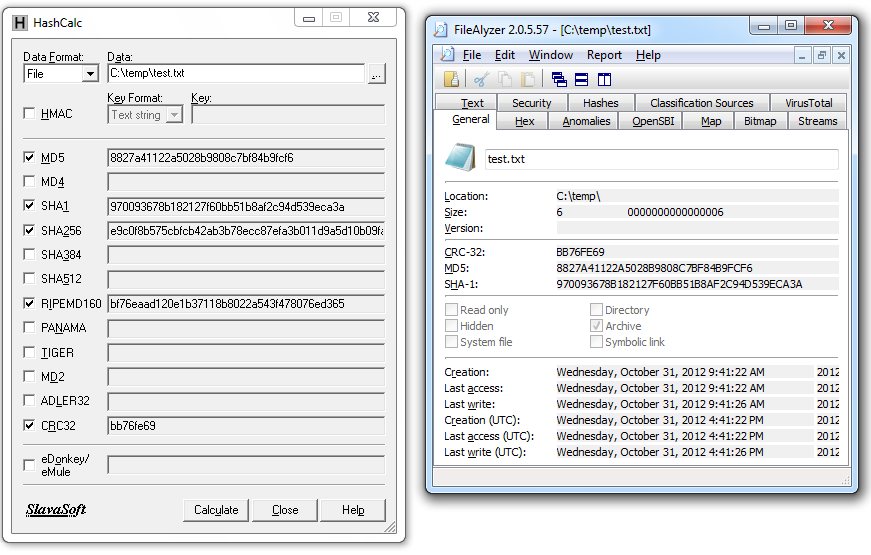 HashCalc
Data Format:
Data:
File
C:\temp\test.txt
...
HMAC
Key Format:
Key:
Text string
MD5
8827a41122a5028b9808c7bf84b9fcf6
MD4
SHA1
970093678b182127f60bb51b8af2c94d539eca3a
SHA256
e9c0f8b575cbfcb42ab3b78ecc87efa3b011d9a5d10b09fa
SHA384
SHA512
RIPEMD160
bf76eaad120e1b37118b8022a543f478076ed365
PANAMA
TIGER
MD2
ADLER32
CRC32
bb76fe69
eDonkey/
eMule
SlavaSoft
Calculate
Close
Help
FileAlyzer 2.0.5.57 - [C:\temp\test.txt]
File Edit Window Report Help
Text Security Hashes Classification Sources VirusTotal
General Hex Anomalies OpenSBI Map Bitmap Streams
test.txt
Location: C:\temp\
Size: 6 0000000000000006
Version:
CRC-32: BB76FE69
MD5: 8827A41122A5028B9808C7BF84B9FCF6
SHA-1: 970093678B182127F60BB51B8AF2C94D539ECA3A
Read only Directory
Hidden Archive
System file Symbolic link
Creation: Wednesday, October 31, 2012 9:41:22 AM 2012
Last access: Wednesday, October 31, 2012 9:41:22 AM 2012
Last write: Wednesday, October 31, 2012 9:41:26 AM 2012
Creation (UTC): Wednesday, October 31, 2012 4:41:22 PM 2012
Last access (UTC): Wednesday, October 31, 2012 4:41:22 PM 2012
Last write (UTC): Wednesday, October 31, 2012 4:41:26 PM 2012